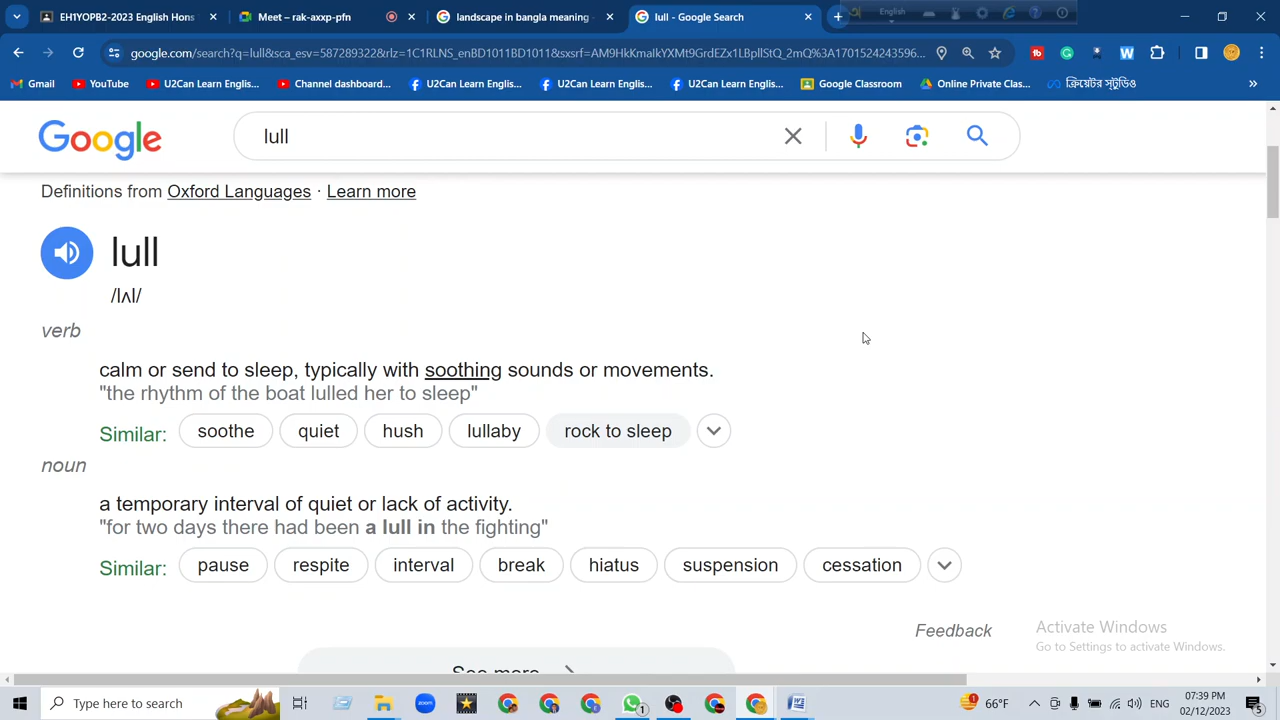 EH1YOPB2-2023 English Hons
Meet – rak-axxp-pfn
landscape in bangla meaning -
lull - Google Search
English
google.com/search?q=lull&sca_esv=587289322&rlz=1C1RLNS_enBD1011BD1011&sxsrf=AM9HkKmaIkYXMt9GrdEZx1LBpllStQ_2mQ%3A1701524243596...
Gmail
YouTube
U2Can Learn Englis...
Channel dashboard...
U2Can Learn Englis...
U2Can Learn Englis...
U2Can Learn Englis...
Google Classroom
Online Private Clas...
ক্রিয়েটর স্টুডিও
Google
lull
Definitions from Oxford Languages · Learn more
lull
/lʌl/
verb
calm or send to sleep, typically with soothing sounds or movements.
"the rhythm of the boat lulled her to sleep"
Similar: soothe quiet hush lullaby rock to sleep
noun
a temporary interval of quiet or lack of activity.
"for two days there had been a lull in the fighting"
Similar: pause respite interval break hiatus suspension cessation
Feedback
Activate Windows
Go to Settings to activate Windows.
See more
Type here to search
zoom
1
66°F
ENG
07:39 PM
02/12/2023
5